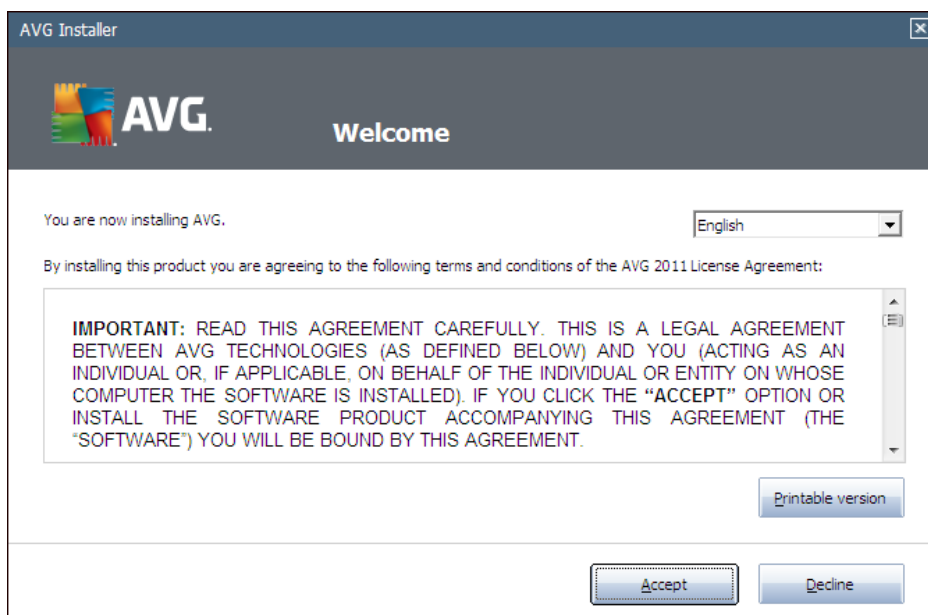 AVG Installer
AVG.
Welcome
You are now installing AVG.
English
By installing this product you are agreeing to the following terms and conditions of the AVG 2011 License Agreement:
IMPORTANT: READ THIS AGREEMENT CAREFULLY. THIS IS A LEGAL AGREEMENT
BETWEEN AVG TECHNOLOGIES (AS DEFINED BELOW) AND YOU (ACTING AS AN
INDIVIDUAL OR, IF APPLICABLE, ON BEHALF OF THE INDIVIDUAL OR ENTITY ON WHOSE
COMPUTER THE SOFTWARE IS INSTALLED). IF YOU CLICK THE “ACCEPT” OPTION OR
INSTALL THE SOFTWARE PRODUCT ACCOMPANYING THIS AGREEMENT (THE
“SOFTWARE”) YOU WILL BE BOUND BY THIS AGREEMENT.
Printable version
Accept
Decline